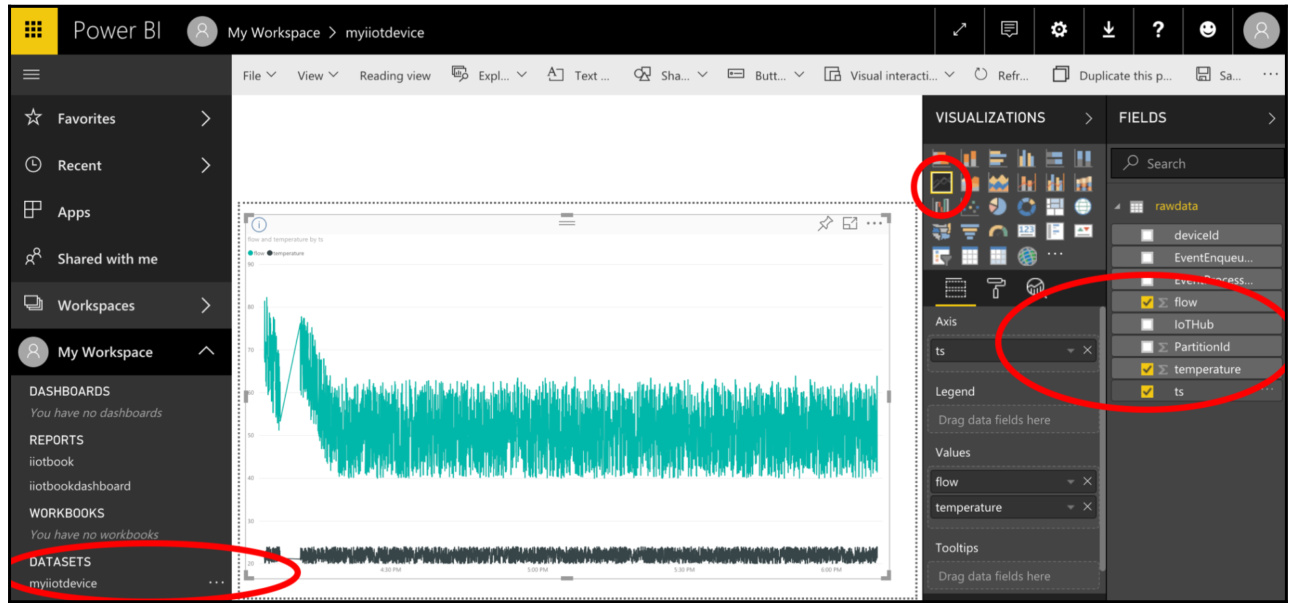 Power BI
My Workspace > myiiotdevice
File View Reading view Expl... Text ... Sha... Butt... Visual interacti... Refr... Duplicate this p... Sa... ...
Favorites
Recent
Apps
Shared with me
Workspaces
My Workspace
DASHBOARDS
You have no dashboards
REPORTS
iiotbook
iiotbookdashboard
WORKBOOKS
You have no workbooks
DATASETS
myiiotdevice ...
flow and temperature by ts
flow temperature
90
80
70
60
50
40
30
20
4:30 PM 5:00 PM 5:30 PM 6:00 PM
VISUALIZATIONS
123
...
Axis
ts
Legend
Drag data fields here
Values
flow
temperature
Tooltips
Drag data fields here
FIELDS
Search
rawdata
deviceId
EventEnqueu...
EventProcess...
flow
IoTHub
PartitionId
temperature
ts ...